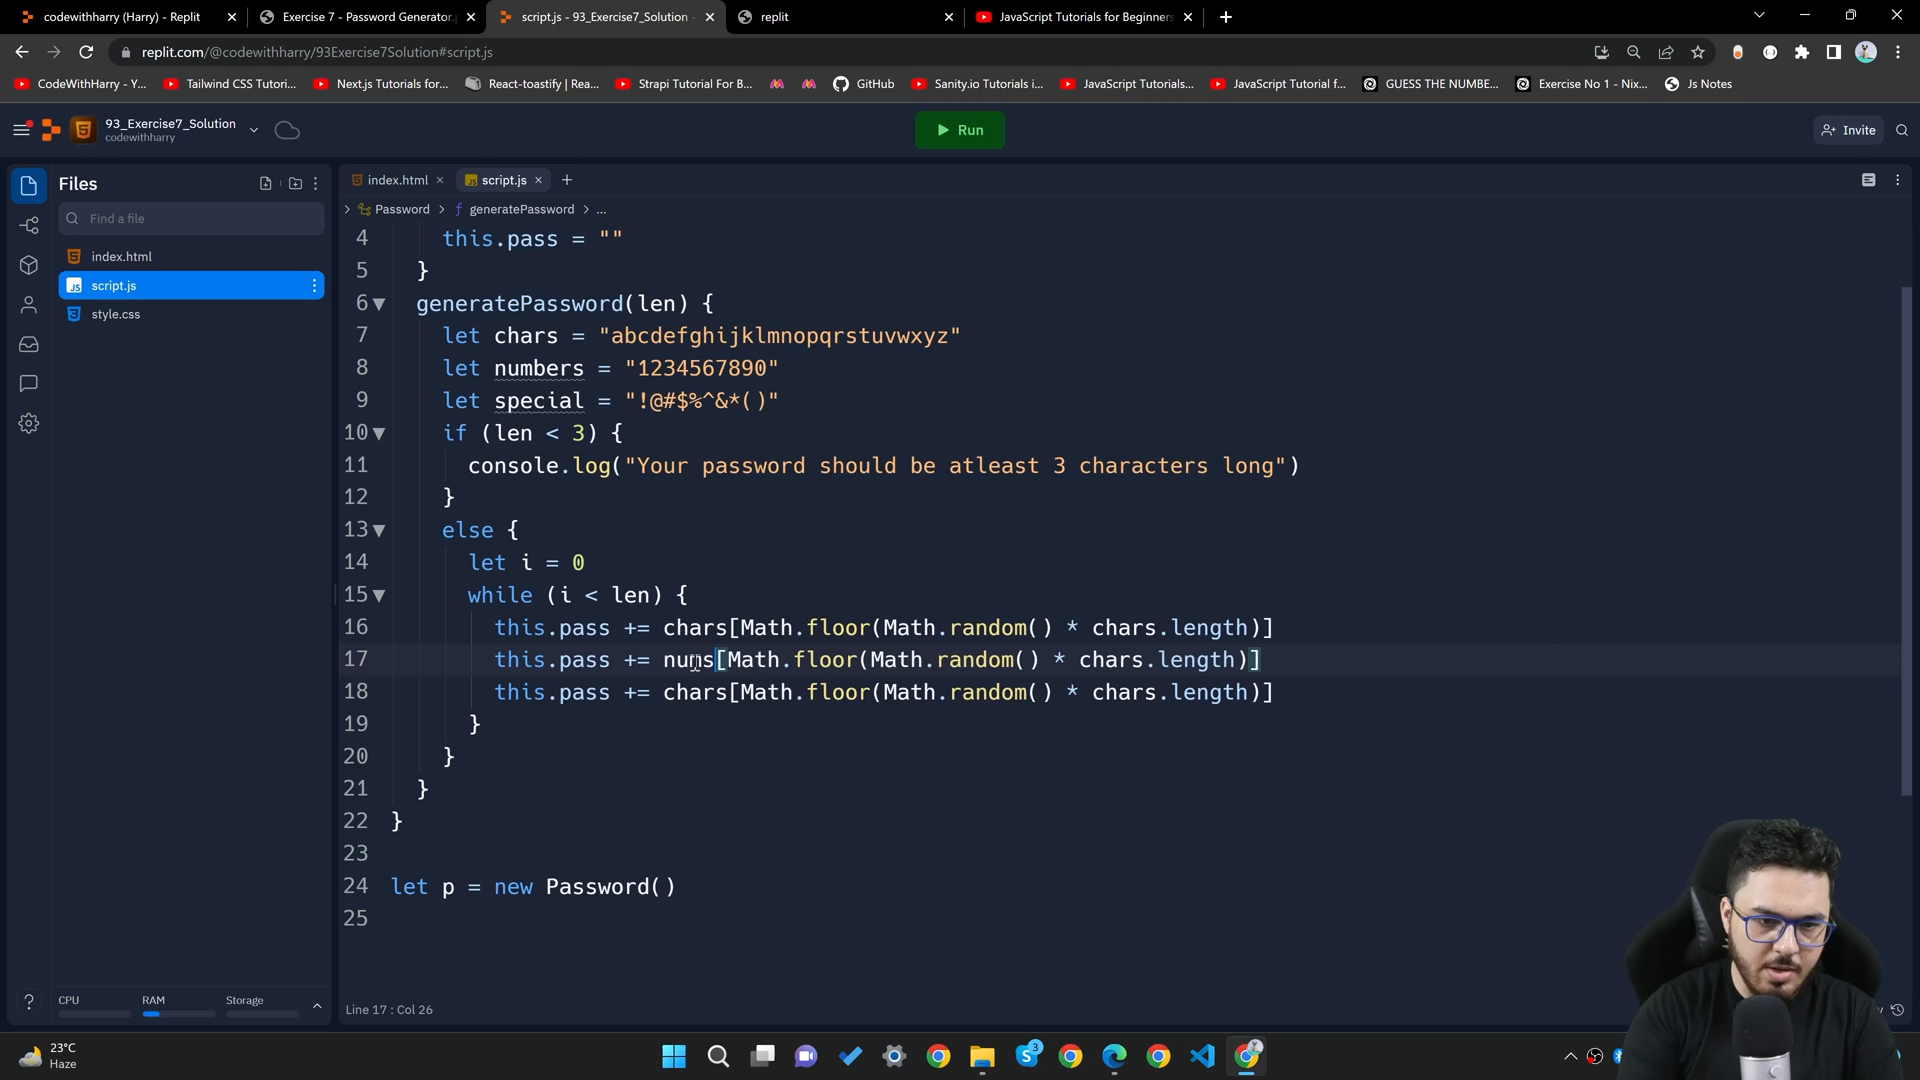 codewithharry (Harry) - Replit
Exercise 7 - Password Generator.p
script.js - 93_Exercise7_Solution -
replit
JavaScript Tutorials for Beginners
replit.com/@codewithharry/93Exercise7Solution#script.js
CodeWithHarry - Y...
Tailwind CSS Tutori...
Next.js Tutorials for...
React-toastify | Rea...
Strapi Tutorial For B...
GitHub
Sanity.io Tutorials i...
JavaScript Tutorials...
JavaScript Tutorial f...
GUESS THE NUMBE...
Exercise No 1 - Nix...
Js Notes
93_Exercise7_Solution
codewithharry
Run
Invite
Files
Find a file
index.html
script.js
style.css
index.html
script.js
Password
generatePassword
...
4 this.pass = ""
5 }
6 generatePassword(len) {
7 let chars = "abcdefghijklmnopqrstuvwxyz"
8 let numbers = "1234567890"
9 let special = "!@#$%^&*()"
10 if (len < 3) {
11 console.log("Your password should be atleast 3 characters long")
12 }
13 else {
14 let i = 0
15 while (i < len) {
16 this.pass += chars[Math.floor(Math.random() * chars.length)]
17 this.pass += nums[Math.floor(Math.random() * chars.length)]
18 this.pass += chars[Math.floor(Math.random() * chars.length)]
19 }
20 }
21 }
22 }
23
24 let p = new Password()
25
CPU
RAM
Storage
Line 17 : Col 26
23°C
Haze
3